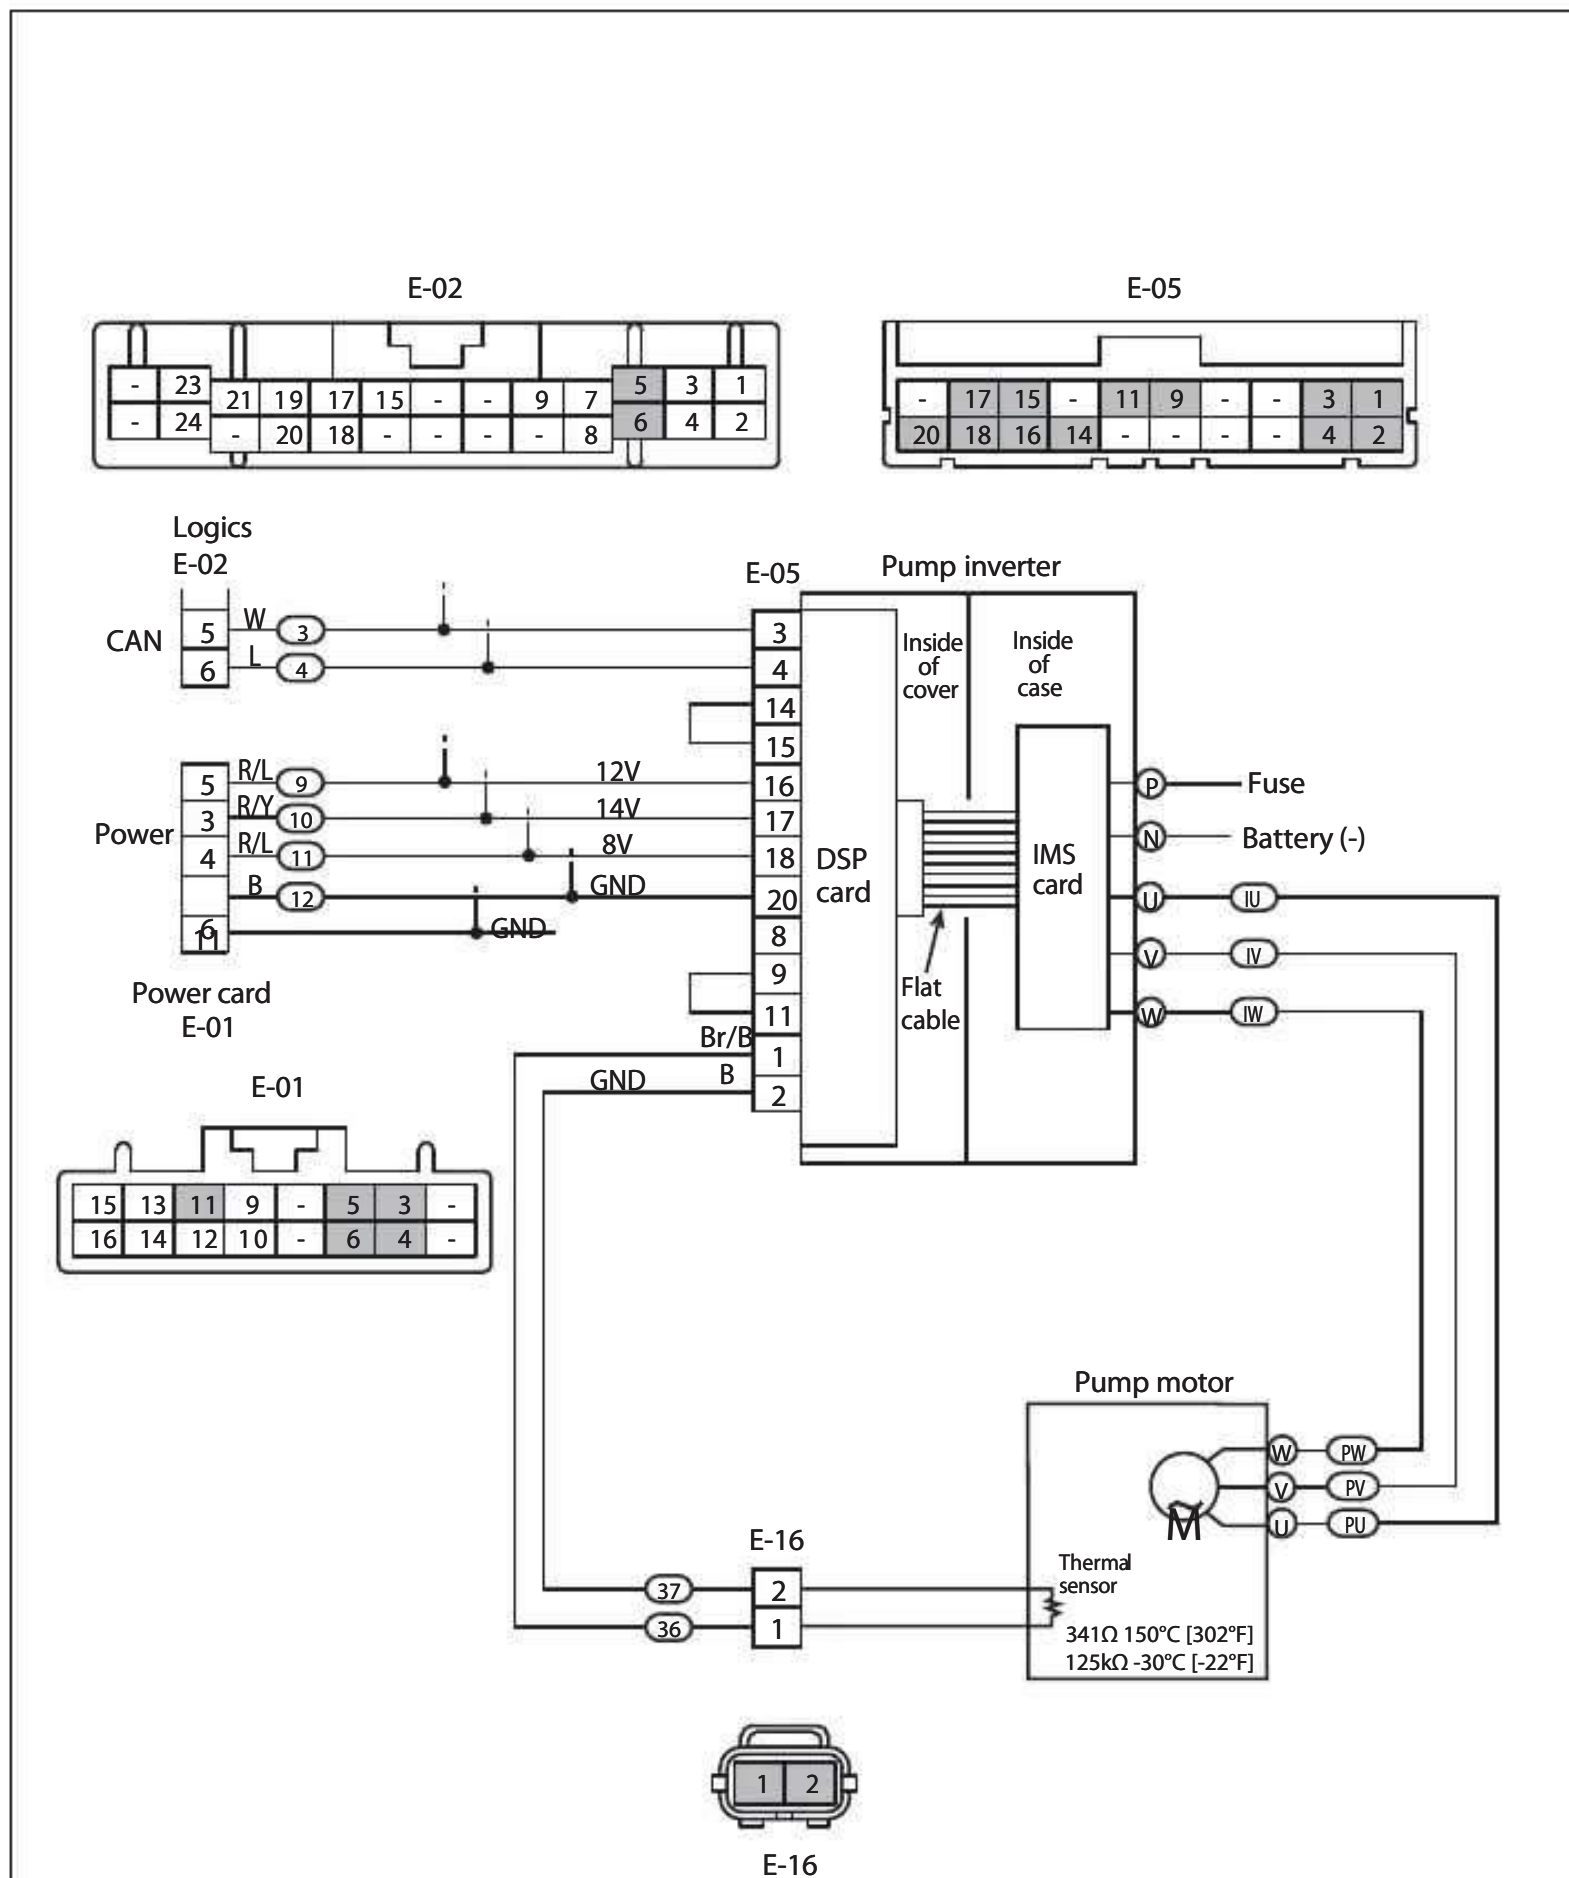 E-02
- 23 21 19 17 15 - - 9 7 5 3 1
- 24 - 20 18 - - - - 8 6 4 2
E-05
- 17 15 - 11 9 - - 3 1
20 18 16 14 - - - - 4 2
Logics
E-02
CAN
5 W 3
6 L 4
Power
5 R/L 9 12V
3 R/Y 10 14V
4 R/L 11 8V
B 12 GND
6
11 GND
Power card
E-01
E-05
3
4
14
15
16
17
18
20
8
9
11
1
2
Br/B
B
GND
Pump inverter
Inside
of
cover
Inside
of
case
DSP
card
IMS
card
Flat
cable
P Fuse
N Battery (-)
U IU
V IV
W IW
E-01
15 13 11 9 - 5 3 -
16 14 12 10 - 6 4 -
Pump motor
M
W PW
V PV
U PU
Thermal
sensor
341Ω 150°C [302°F]
125kΩ -30°C [-22°F]
E-16
37 2
36 1
1 2
E-16